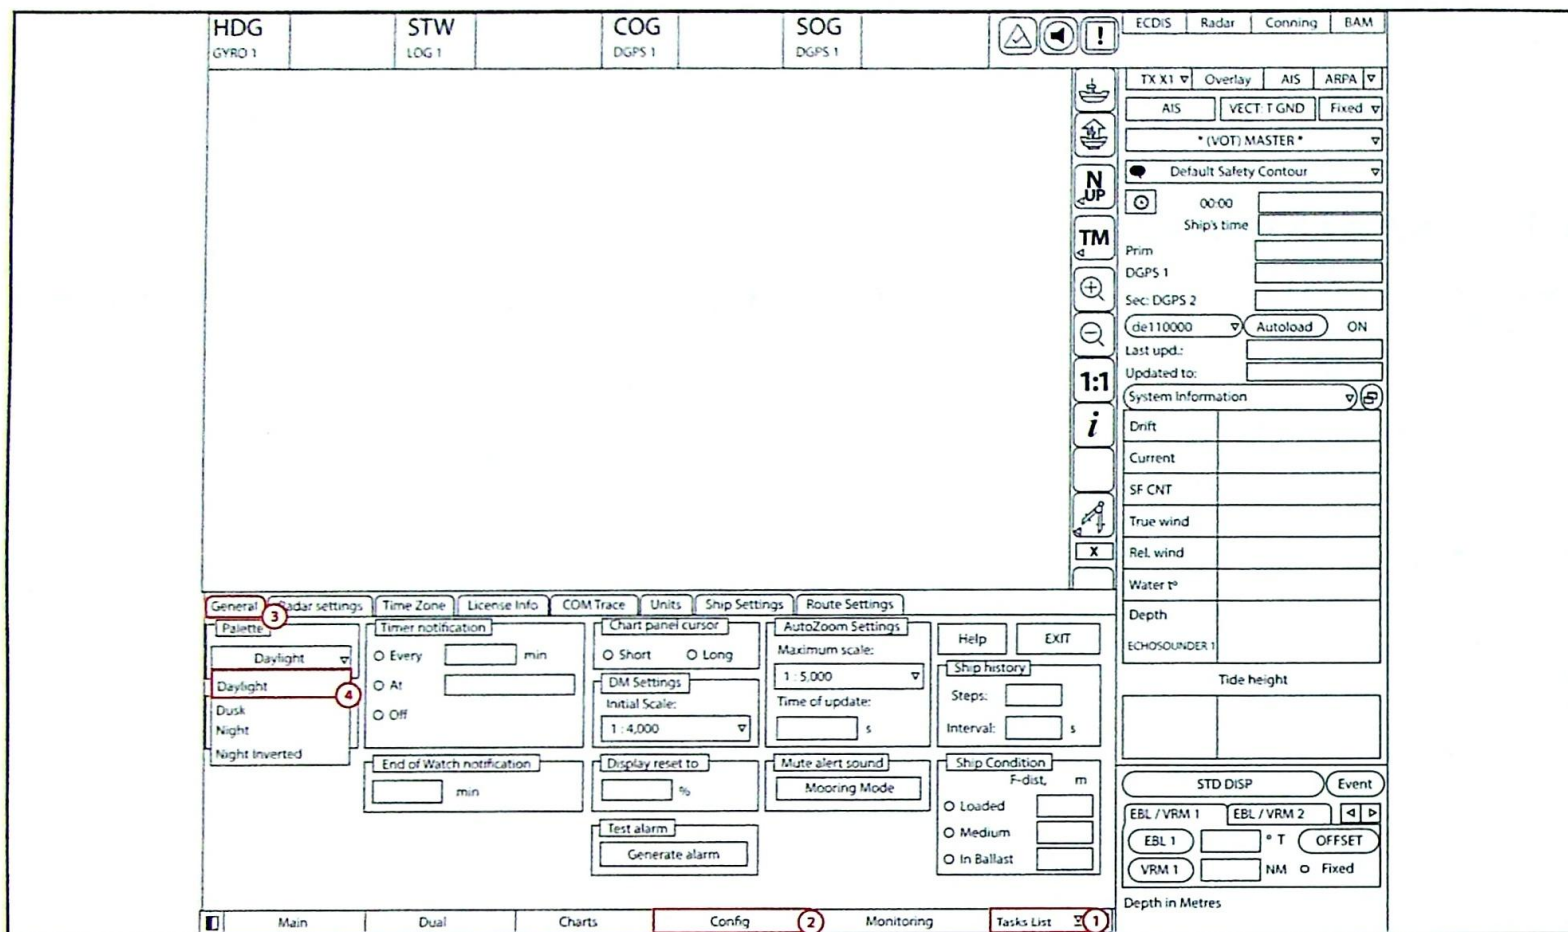 HDG STW COG SOG ! ECDIS Radar Conning BAM
GYRO 1 LOG 1 DGPS 1 DGPS 1
TX X1 Overlay AIS ARPA
AIS VECT: T GND Fixed
* (VOT) MASTER *
Default Safety Contour
N
UP
00:00
Ship's time
TM
Prim
DGPS 1
Sec: DGPS 2
de110000 Autoload ON
Last upd.:
1:1
Updated to:
System Information
i
Drift
Current
SF CNT
True wind
X
Rel. wind
Water tº
Depth
ECHOSOUNDER 1
Tide height
STD DISP Event
EBL / VRM 1 EBL / VRM 2
EBL 1 ° T OFFSET
VRM 1 NM Fixed
Depth in Metres
General 3 Radar settings Time Zone License Info COM Trace Units Ship Settings Route Settings
Palette
Daylight
Daylight 4
Dusk
Night
Night Inverted
Timer notification
Every min
At
Off
End of Watch notification
min
Chart panel cursor
Short Long
DM Settings
Initial Scale:
1 : 4,000
Display reset to
%
Test alarm
Generate alarm
AutoZoom Settings
Maximum scale:
1 : 5,000
Time of update:
s
Mute alert sound
Mooring Mode
Help EXIT
Ship history
Steps:
Interval: s
Ship Condition
F-dist, m
Loaded
Medium
In Ballast
Main Dual Charts Config 2 Monitoring Tasks List 1